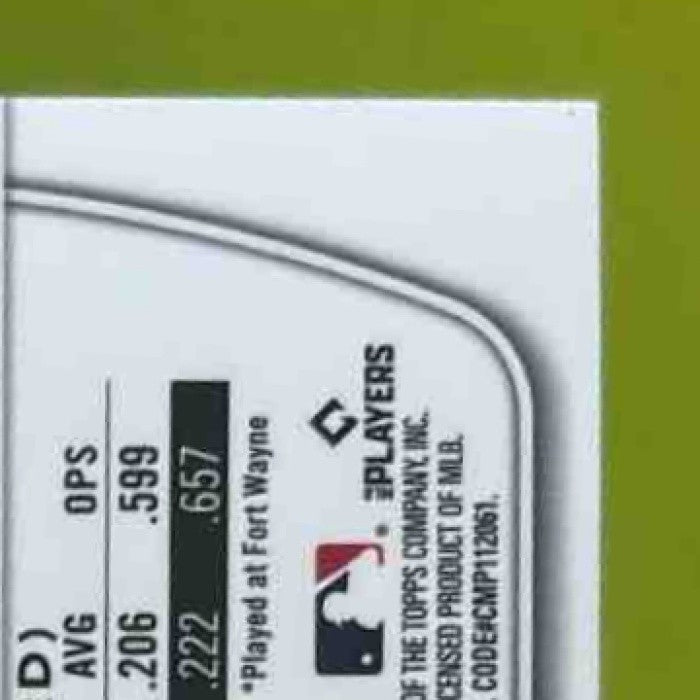 D)
AVG OPS
.206 .599
.222 .657
*Played at Fort Wayne
PLAYERS
®
OF THE TOPPS COMPANY, INC.
CENSED PRODUCT OF MLB.
CODE#CMP112061.